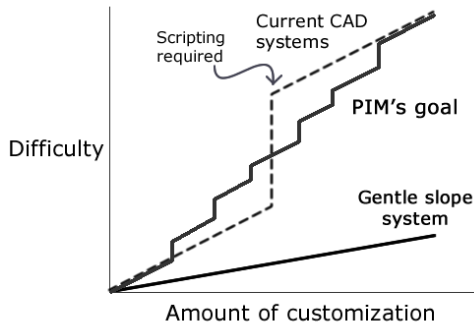 Current CAD
systems
Scripting
required
PIM's goal
Difficulty
Gentle slope
system
Amount of customization